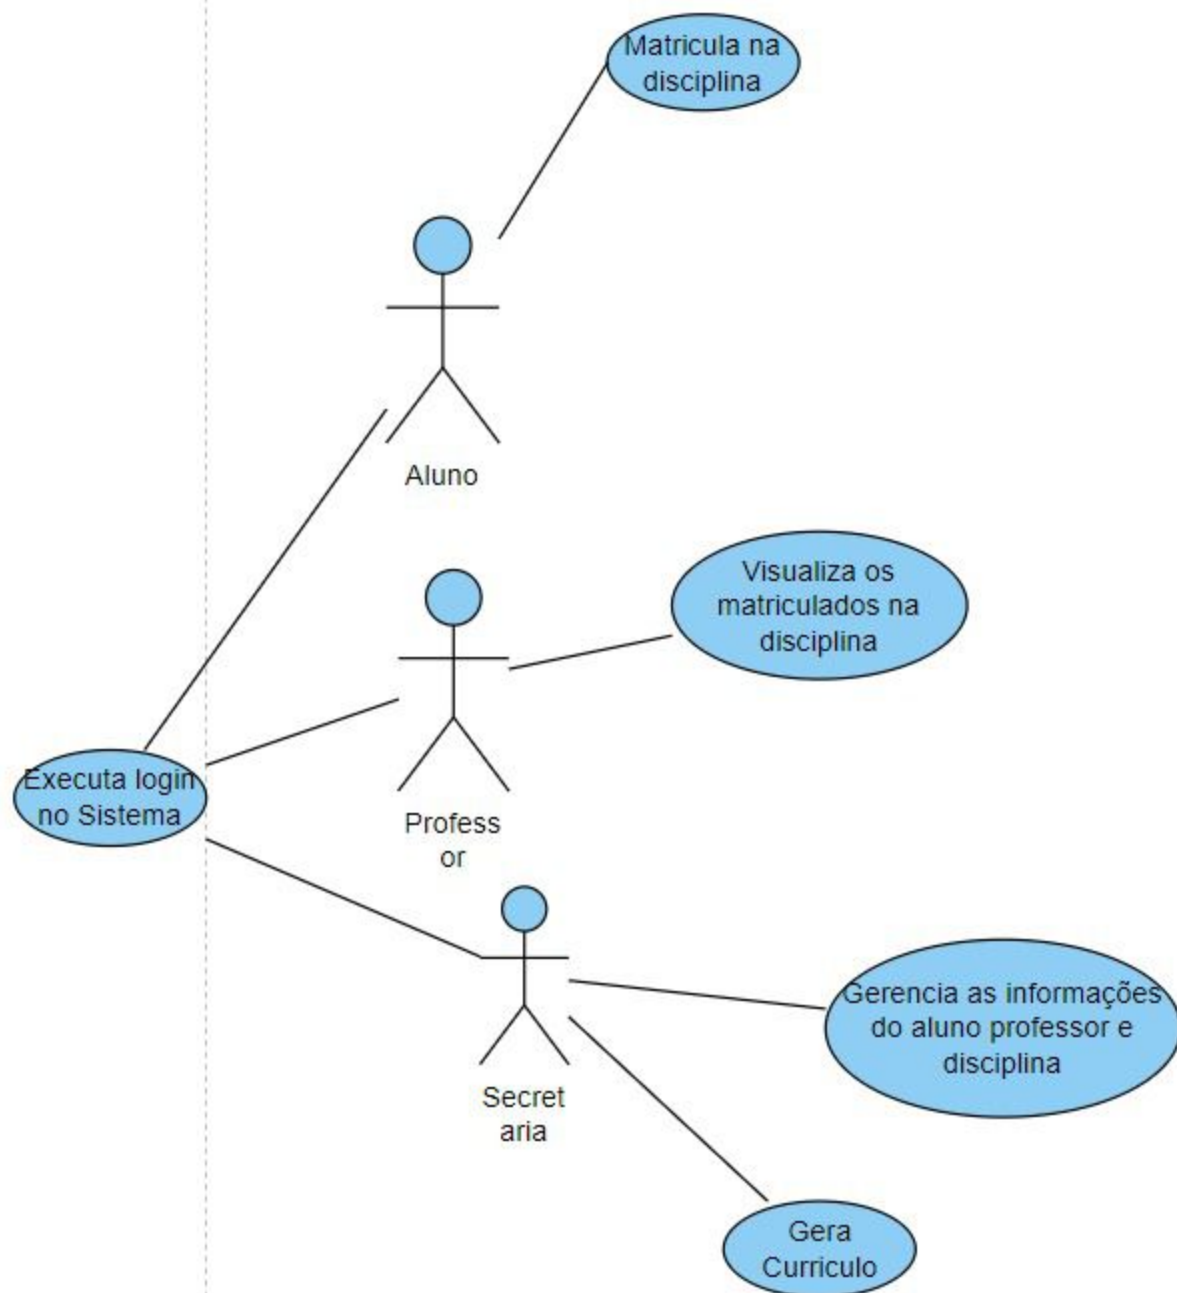 Matricula na
disciplina
Aluno
Visualiza os
matriculados na
disciplina
Executa login
no Sistema
Profess
or
Gerencia as informações
do aluno professor e
disciplina
Secret
aria
Gera
Curriculo